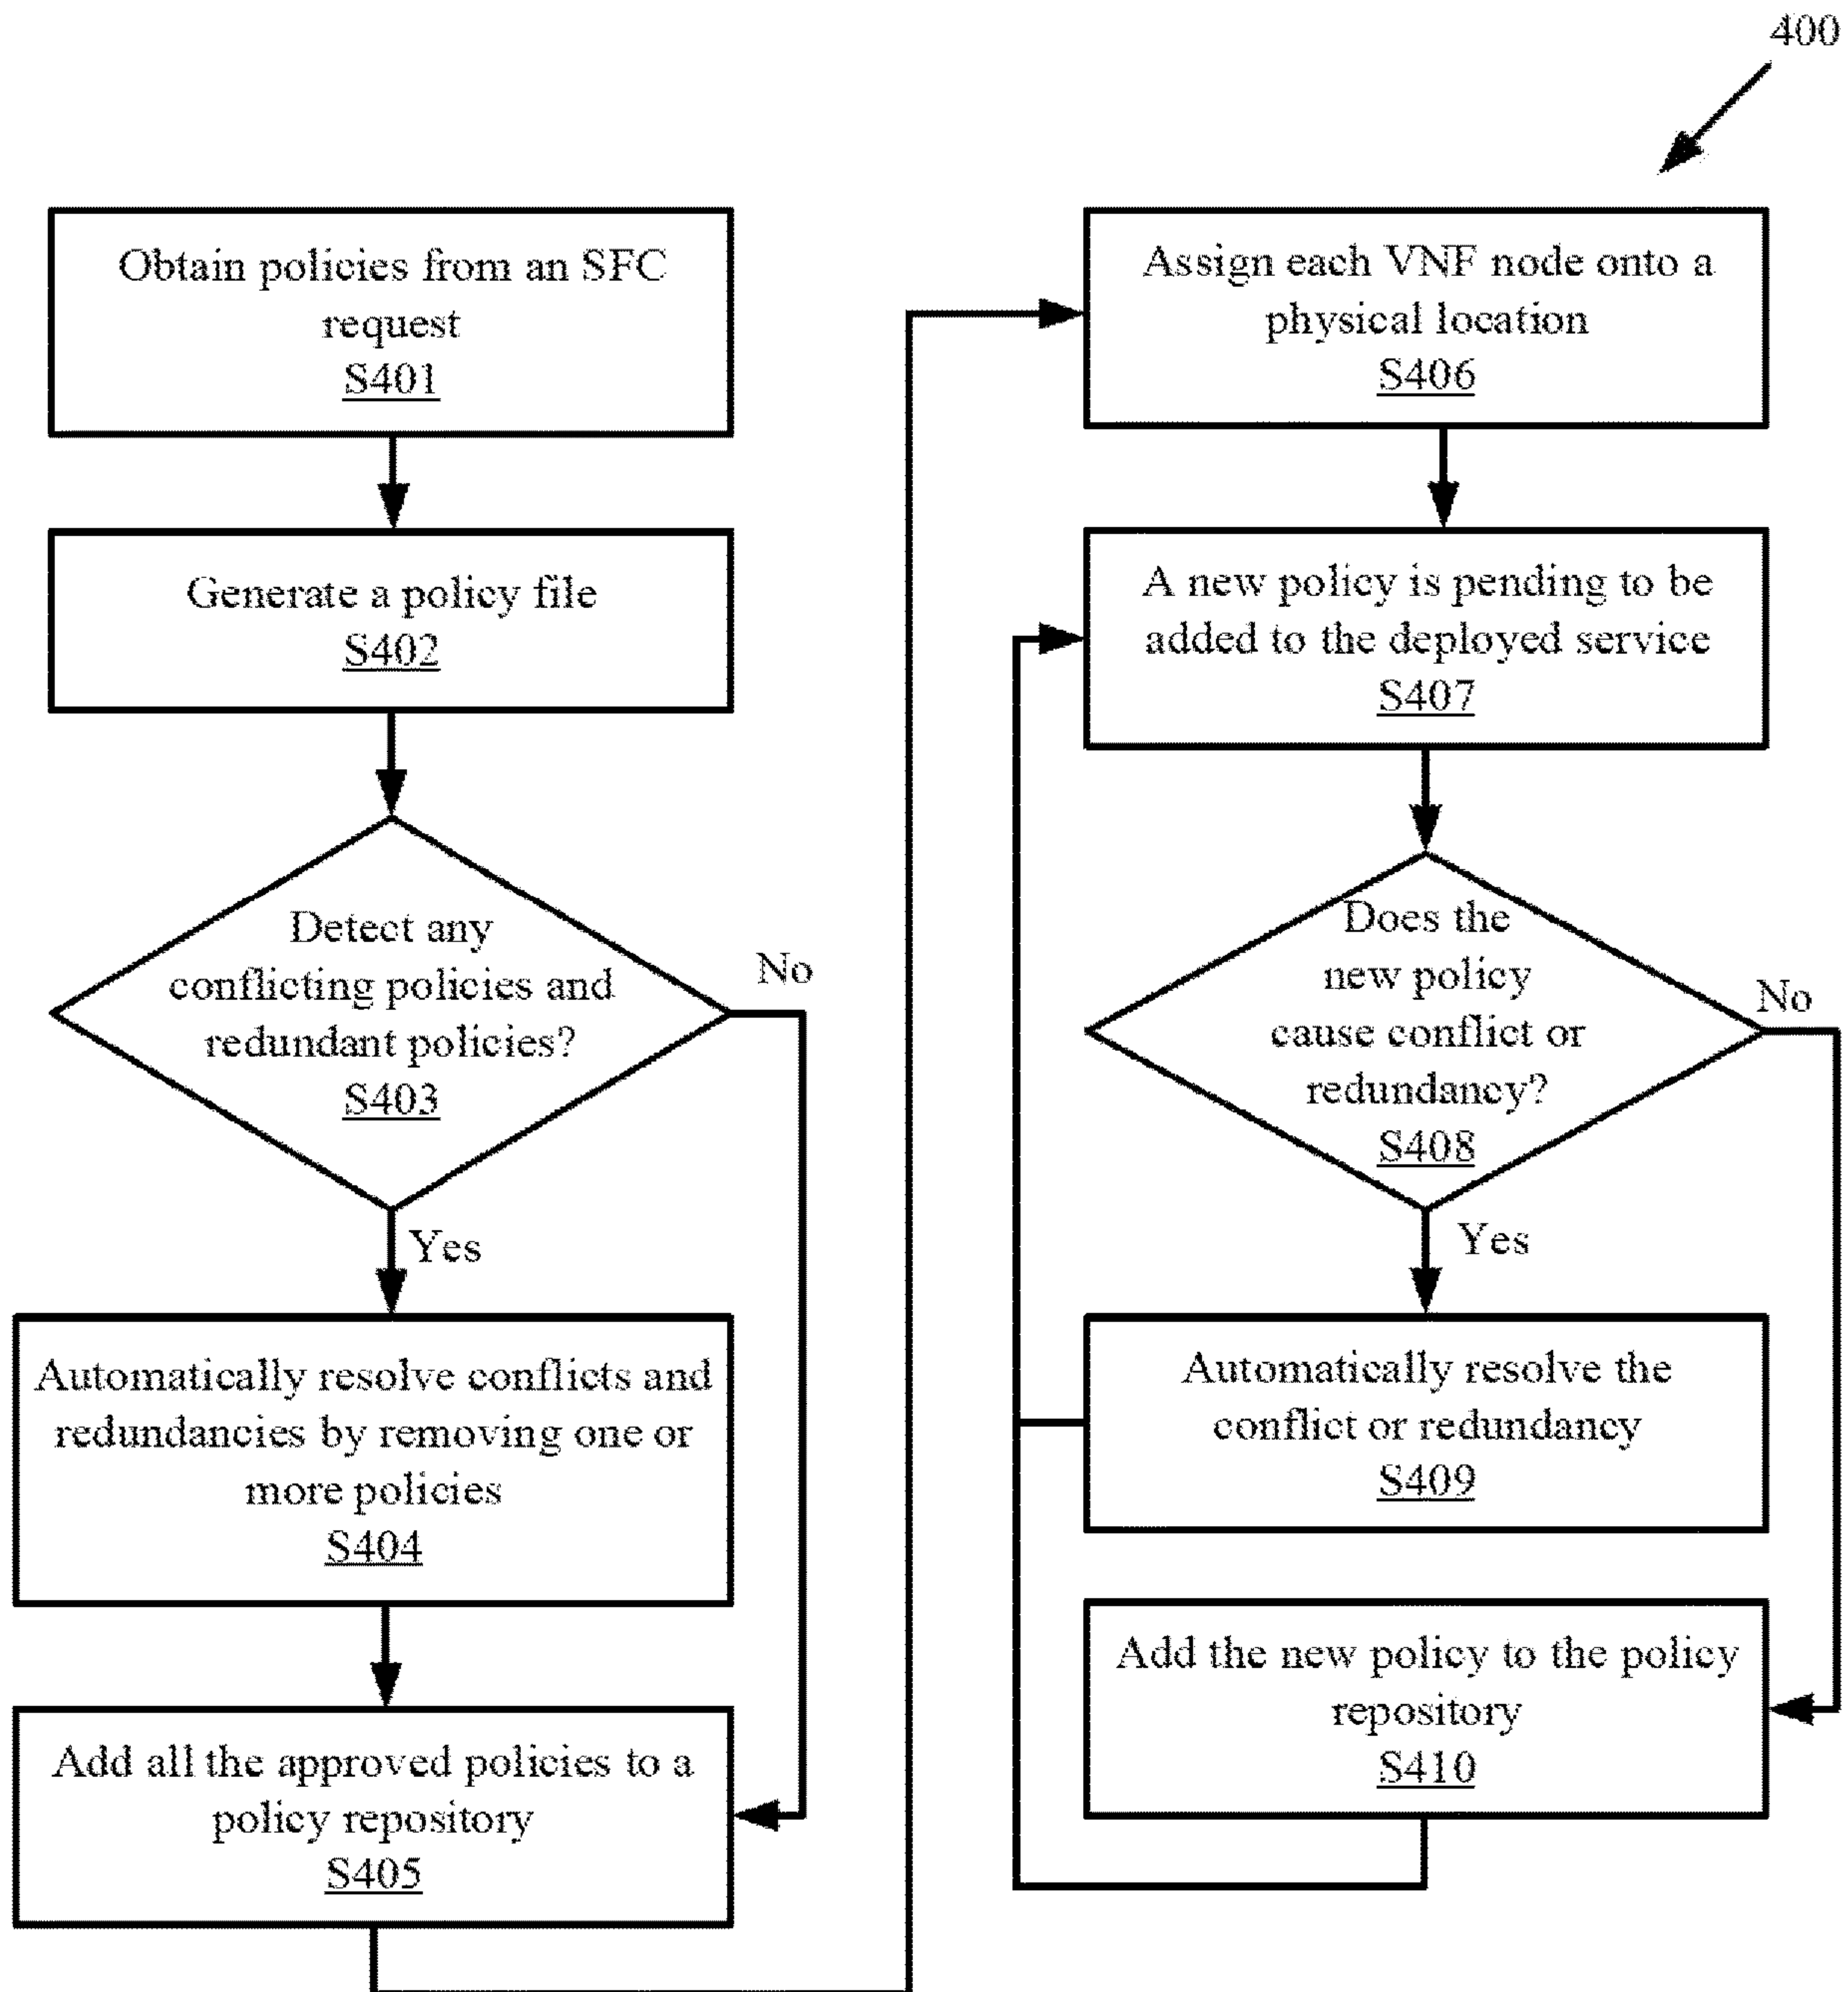 400
Obtain policies from an SFC
request
S401
Generate a policy file
S402
Detect any
conflicting policies and
redundant policies?
S403
No
Yes
Automatically resolve conflicts and
redundancies by removing one or
more policies
S404
Add all the approved policies to a
policy repository
S405
Assign each VNF node onto a
physical location
S406
A new policy is pending to be
added to the deployed service
S407
Does the
new policy
cause conflict or
redundancy?
S408
No
Yes
Automatically resolve the
conflict or redundancy
S409
Add the new policy to the policy
repository
S410